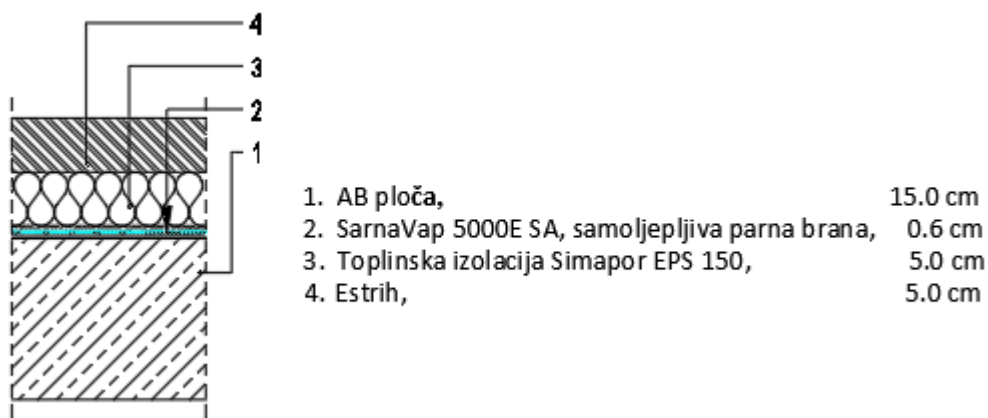 4
3
2
1
1. AB ploča, 15.0 cm
2. SarnaVap 5000E SA, samoljepljiva parna brana, 0.6 cm
3. Toplinska izolacija Simapor EPS 150, 5.0 cm
4. Estrih, 5.0 cm